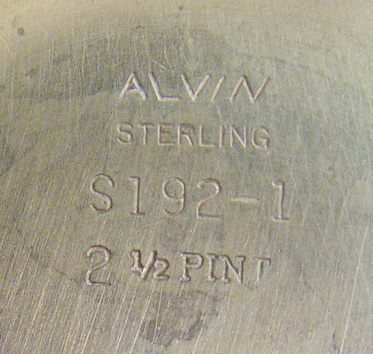 ALVIN
STERLING
S192-1
2 1/2 PINT